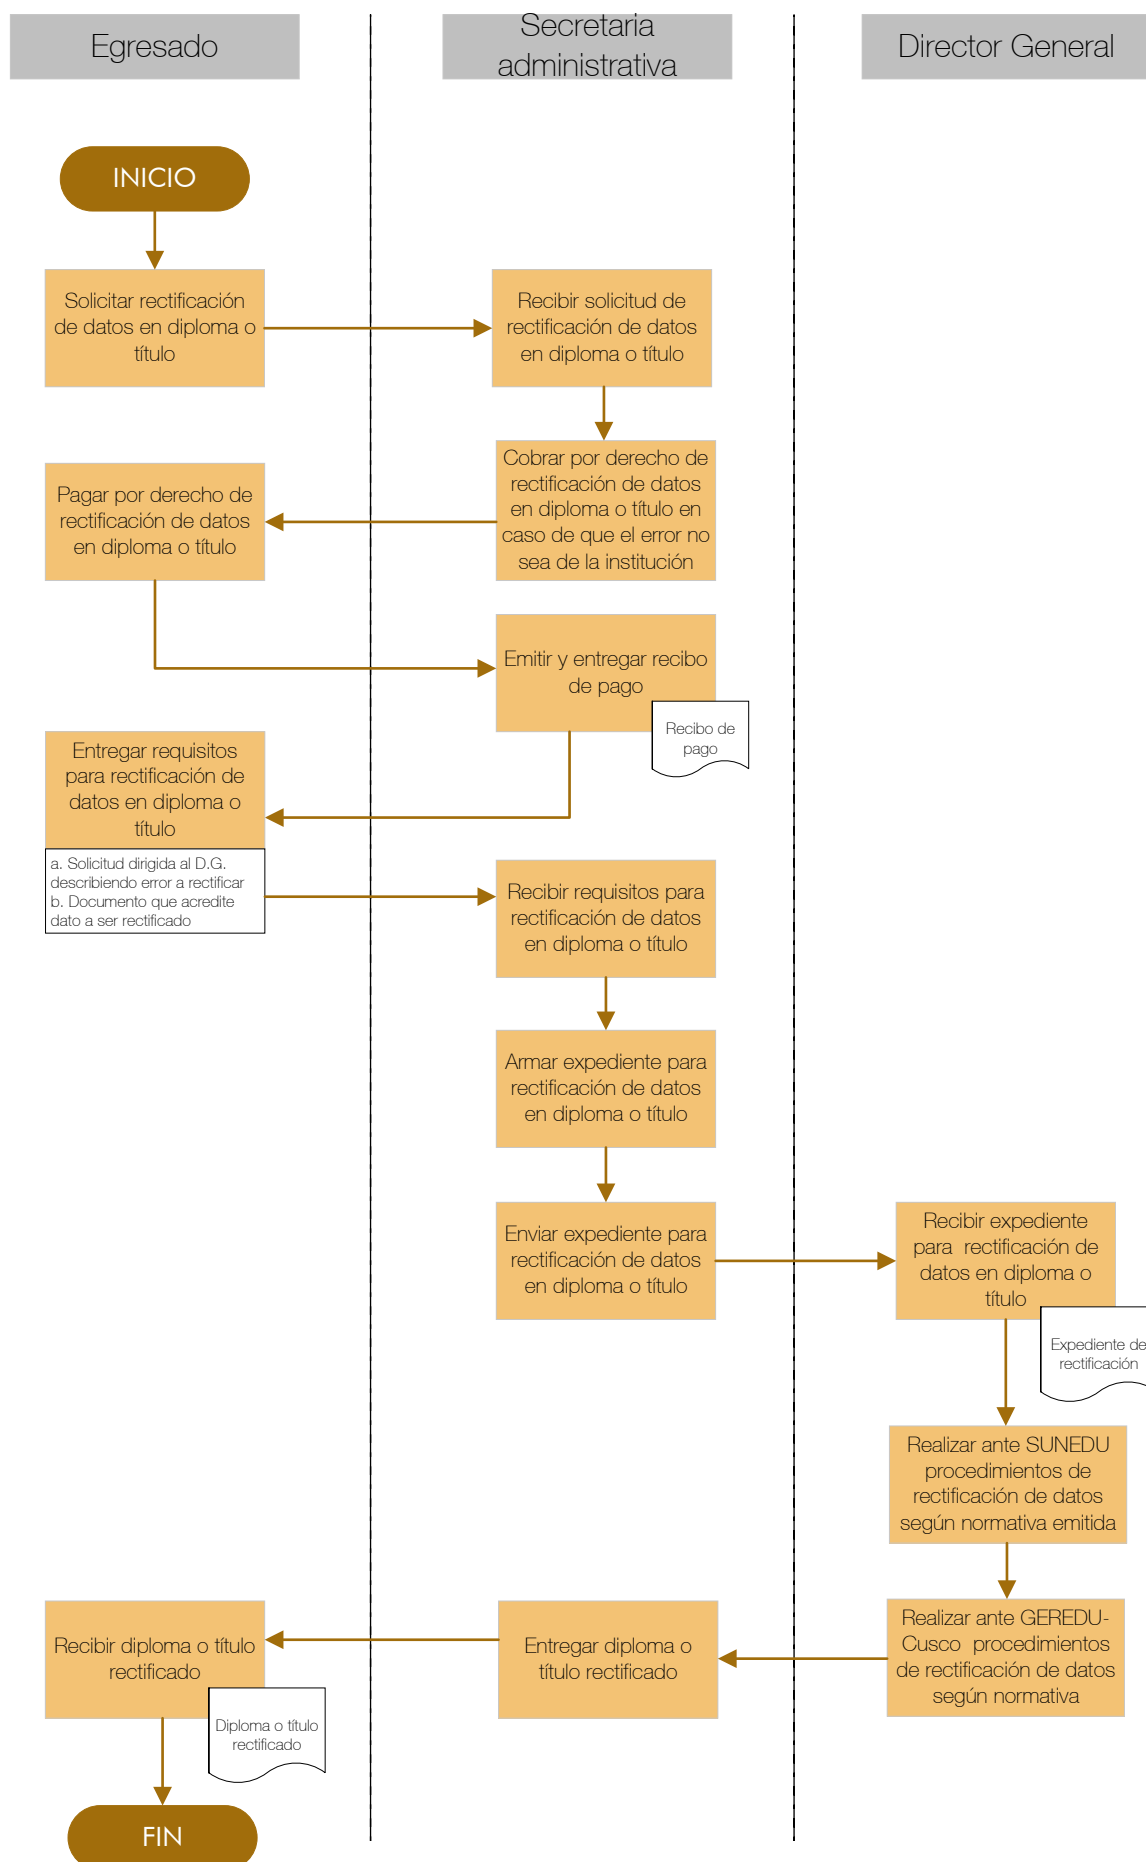 Egresado
Secretaria
administrativa
Director General
INICIO
Solicitar rectificación
de datos en diploma o
título
Recibir solicitud de
rectificación de datos
en diploma o título
Cobrar por derecho de
rectificación de datos
en diploma o título en
caso de que el error no
sea de la institución
Pagar por derecho de
rectificación de datos
en diploma o título
Emitir y entregar recibo
de pago
Recibo de
pago
Entregar requisitos
para rectificación de
datos en diploma o
título
a. Solicitud dirigida al D.G.
describiendo error a rectificar
b. Documento que acredite
dato a ser rectificado
Recibir requisitos para
rectificación de datos
en diploma o título
Armar expediente para
rectificación de datos
en diploma o título
Enviar expediente para
rectificación de datos
en diploma o título
Recibir expediente
para rectificación de
datos en diploma o
título
Expediente de
rectificación
Realizar ante SUNEDU
procedimientos de
rectificación de datos
según normativa emitida
Realizar ante GEREDU-
Cusco procedimientos
de rectificación de datos
según normativa
Entregar diploma o
título rectificado
Recibir diploma o título
rectificado
Diploma o título
rectificado
FIN